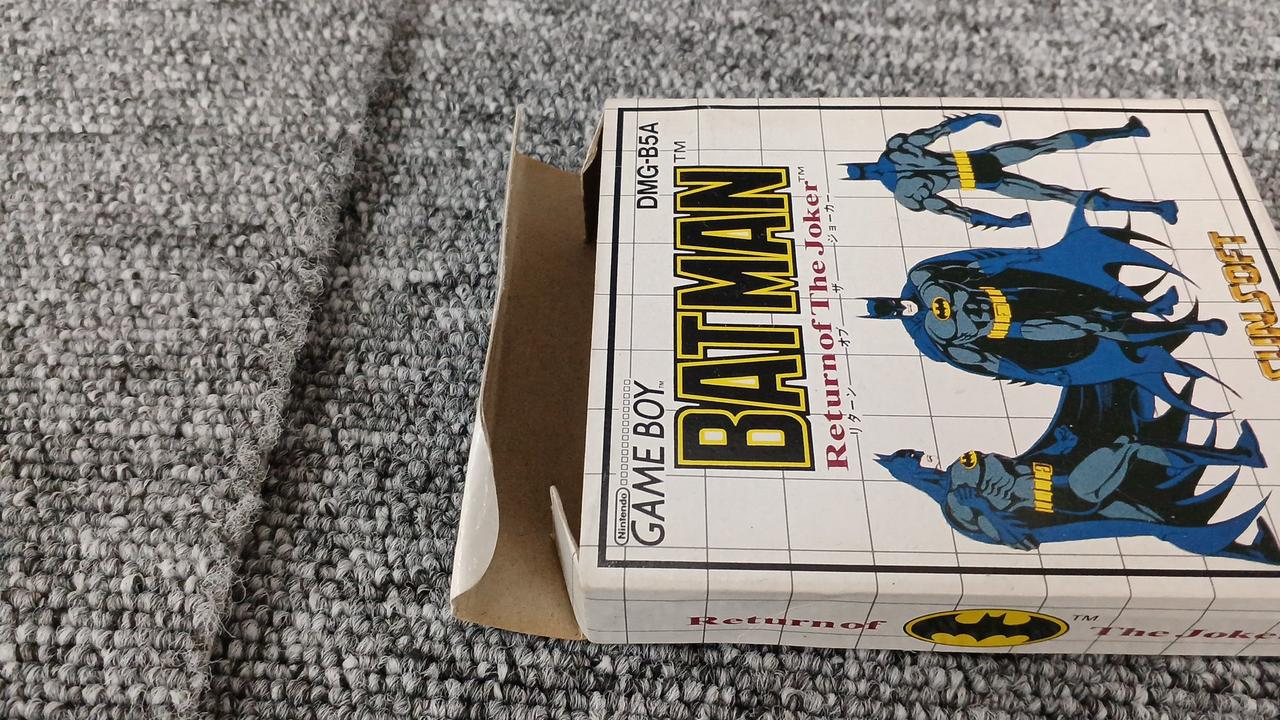 Nintendo
GAME BOY™
DMG-B5A
BATMAN™
Return of The Joker™
リターン オブ ザ ジョーカー
SUNSOFT
Return of
™
The Joke